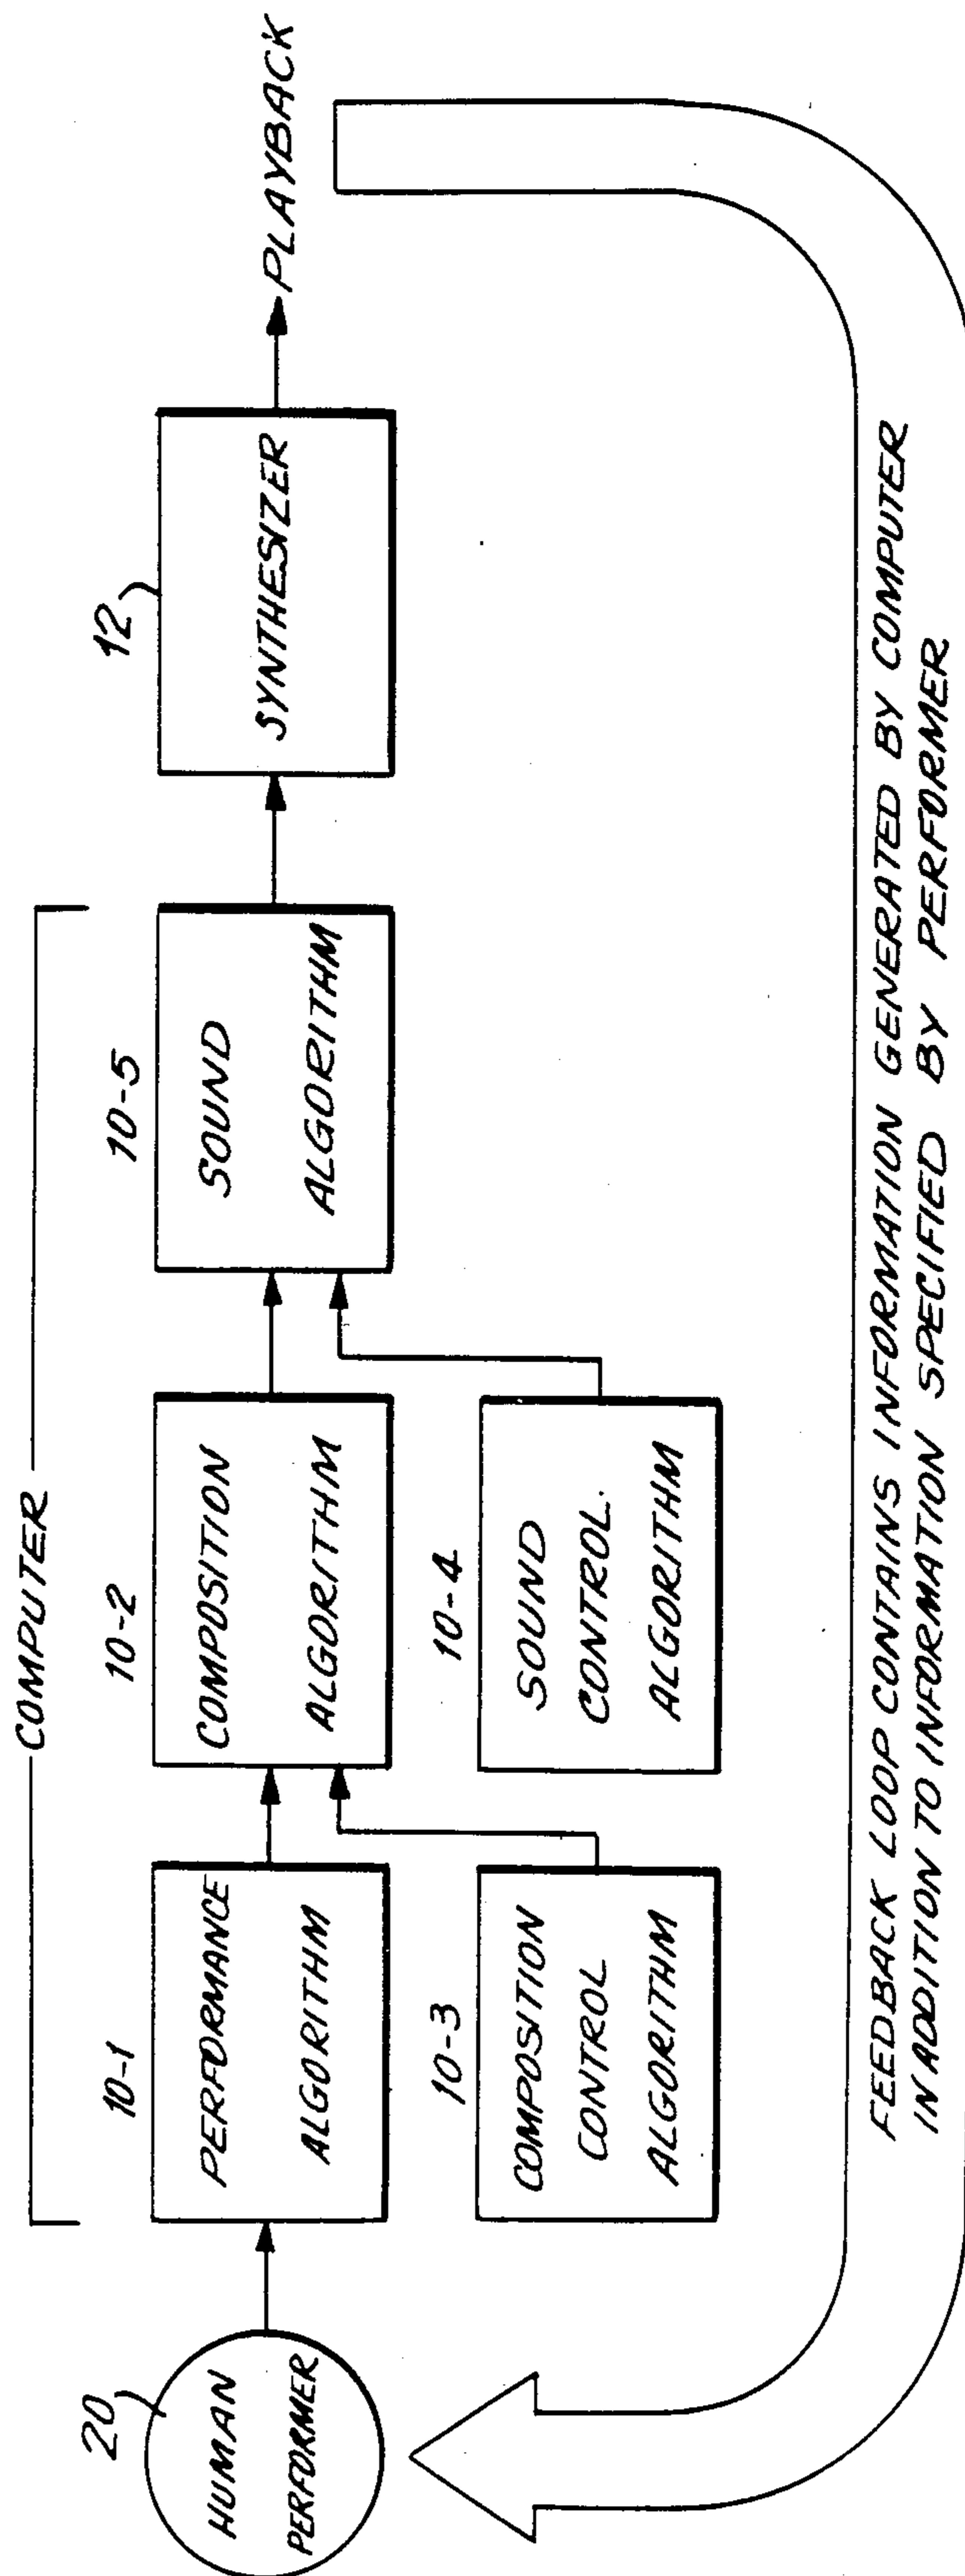 COMPUTER
20
HUMAN
PERFORMER
10-1
PERFORMANCE
ALGORITHM
10-2
COMPOSITION
ALGORITHM
10-5
SOUND
ALGORITHM
12
SYNTHESIZER
PLAYBACK
10-3
COMPOSITION
CONTROL
ALGORITHM
10-4
SOUND
CONTROL.
ALGORITHM
FEEDBACK LOOP CONTAINS INFORMATION GENERATED BY COMPUTER
IN ADDITION TO INFORMATION SPECIFIED BY PERFORMER